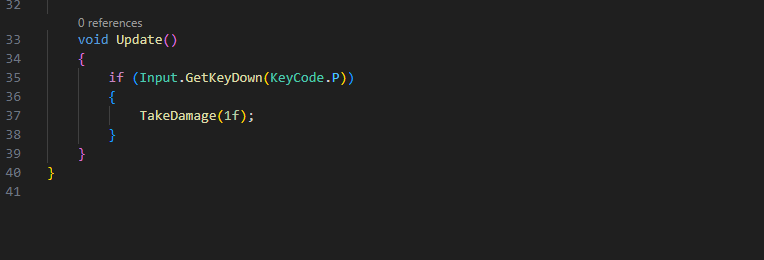 32
0 references
33 void Update()
34 {
35 if (Input.GetKeyDown(KeyCode.P))
36 {
37 TakeDamage(1f);
38 }
39 }
40 }
41